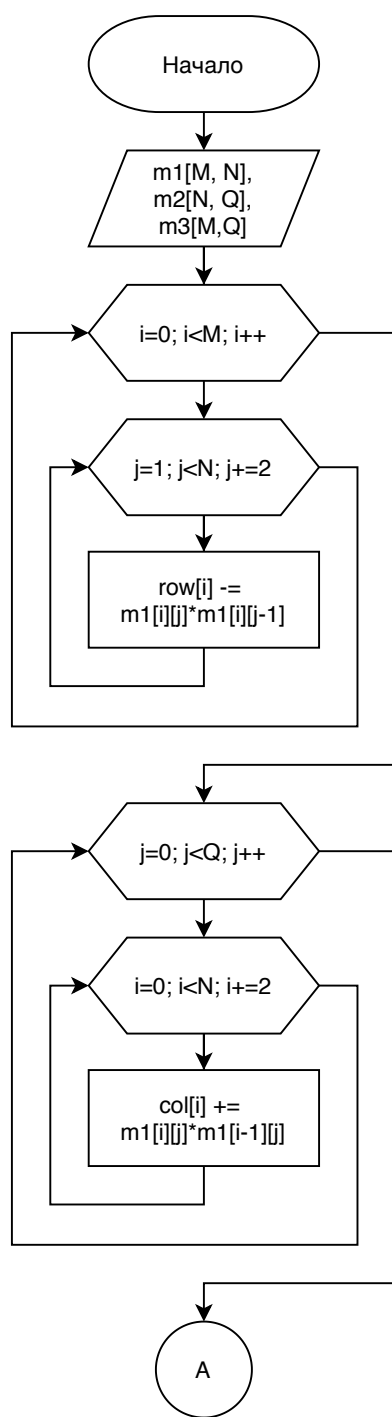 Начало
m1[M, N],
m2[N, Q],
m3[M,Q]
i=0; i<M; i++
j=1; j<N; j+=2
row[i] -=
m1[i][j]*m1[i][j-1]
j=0; j<Q; j++
i=0; i<N; i+=2
col[i] +=
m1[i][j]*m1[i-1][j]
A